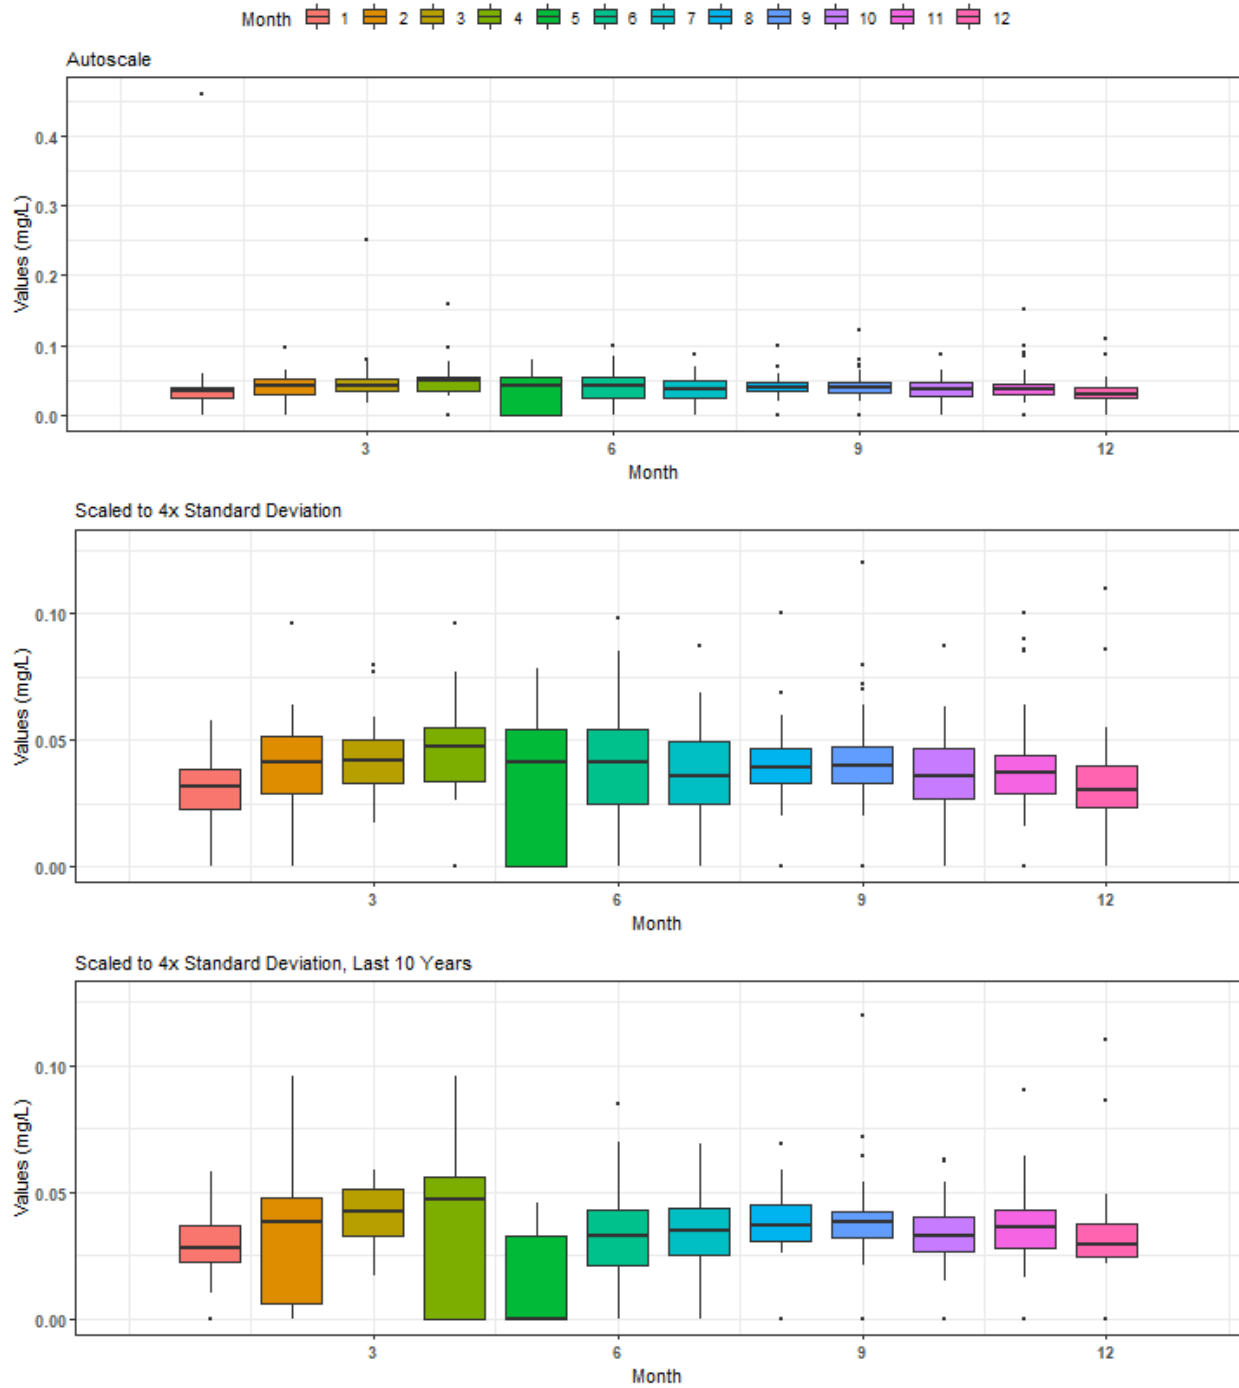 Month 1 2 3 4 5 6 7 8 9 10 11 12
Autoscale
Values (mg/L)
0.4
0.3
0.2
0.1
0.0
3 6 9 12
Month
Scaled to 4x Standard Deviation
Values (mg/L)
0.10
0.05
0.00
3 6 9 12
Month
Scaled to 4x Standard Deviation, Last 10 Years
Values (mg/L)
0.10
0.05
0.00
3 6 9 12
Month